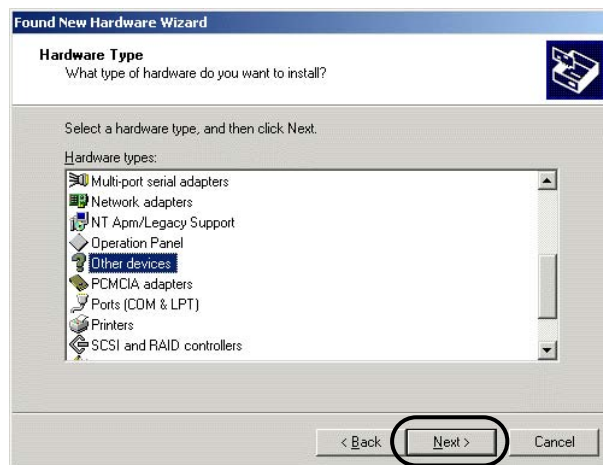 Found New Hardware Wizard
Hardware Type
What type of hardware do you want to install?
Select a hardware type, and then click Next.
Hardware types:
Multi-port serial adapters
Network adapters
NT Apm/Legacy Support
Operation Panel
Other devices
PCMCIA adapters
Ports (COM & LPT)
Printers
SCSI and RAID controllers
< Back Next > Cancel